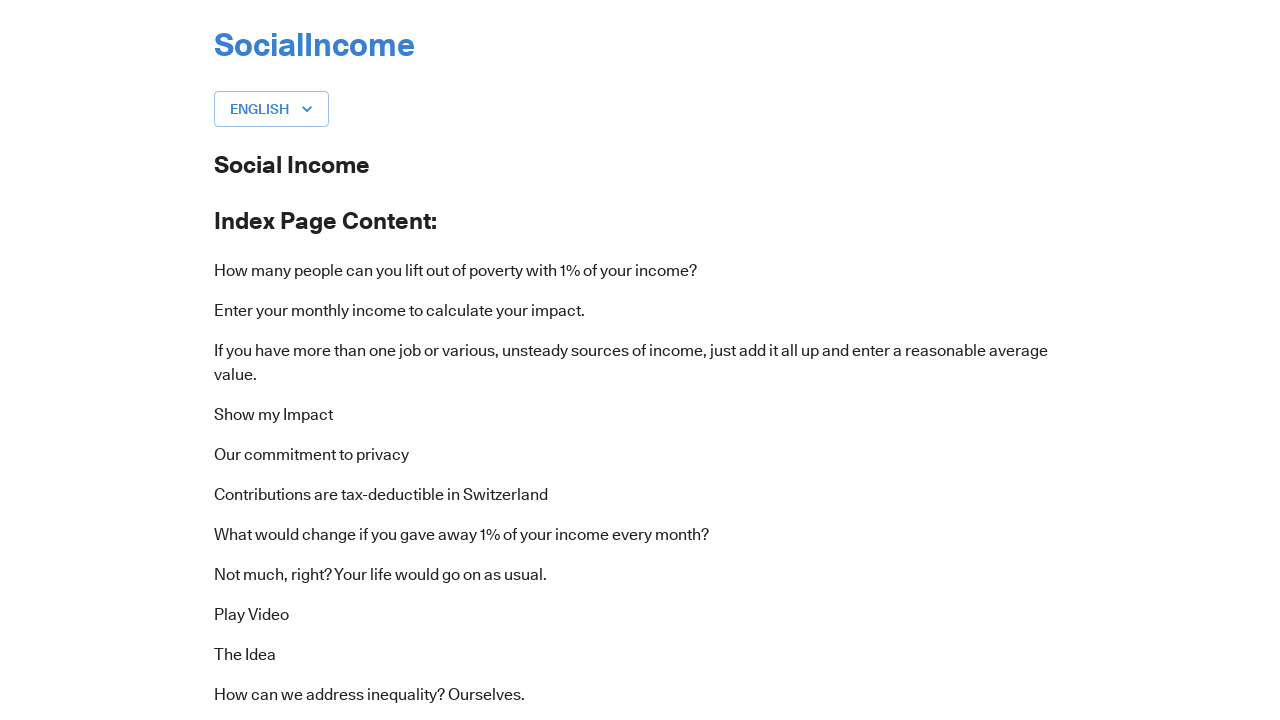 SocialIncome
ENGLISH
Social Income
Index Page Content:
How many people can you lift out of poverty with 1% of your income?
Enter your monthly income to calculate your impact.
If you have more than one job or various, unsteady sources of income, just add it all up and enter a reasonable average
value.
Show my Impact
Our commitment to privacy
Contributions are tax-deductible in Switzerland
What would change if you gave away 1% of your income every month?
Not much, right? Your life would go on as usual.
Play Video
The Idea
How can we address inequality? Ourselves.